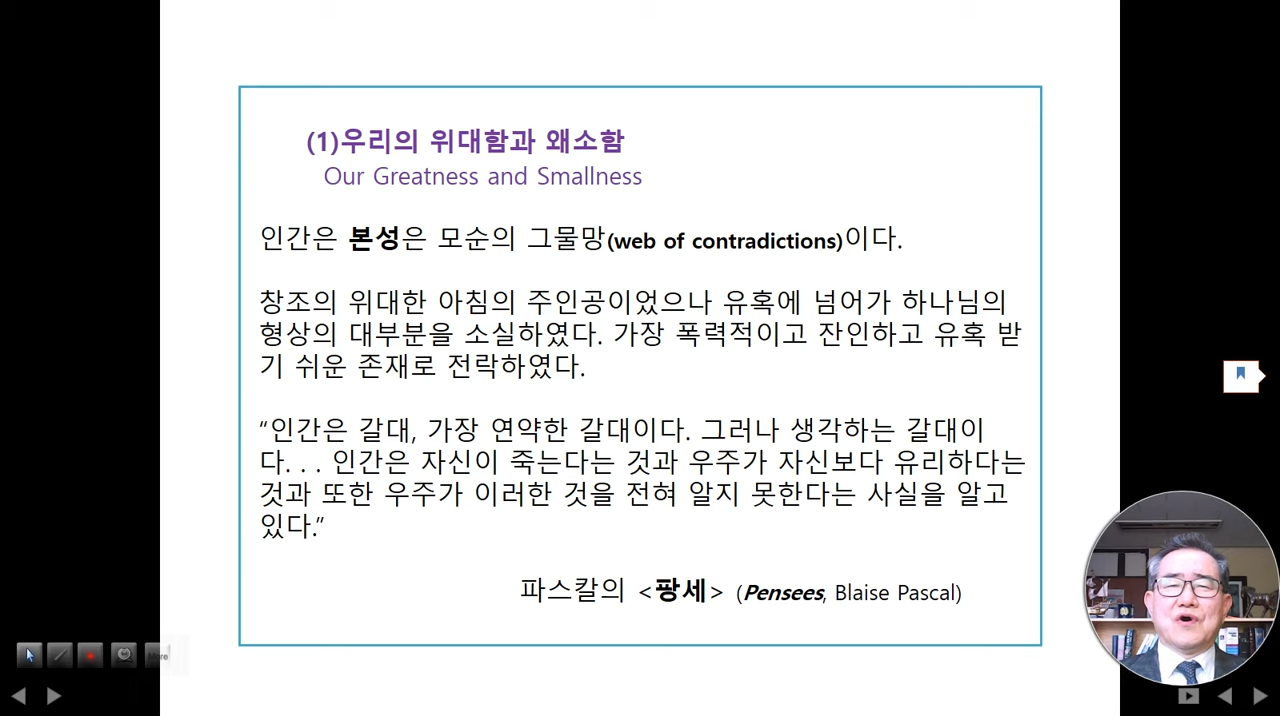 (1)우리의 위대함과 왜소함
Our Greatness and Smallness
인간은 본성은 모순의 그물망(web of contradictions)이다.
창조의 위대한 아침의 주인공이었으나 유혹에 넘어가 하나님의
형상의 대부분을 소실하였다. 가장 폭력적이고 잔인하고 유혹 받
기 쉬운 존재로 전락하였다.
“인간은 갈대, 가장 연약한 갈대이다. 그러나 생각하는 갈대이
다. . . 인간은 자신이 죽는다는 것과 우주가 자신보다 유리하다는
것과 또한 우주가 이러한 것을 전혀 알지 못한다는 사실을 알고
있다.”
파스칼의 <팡세> (Pensees, Blaise Pascal)
More